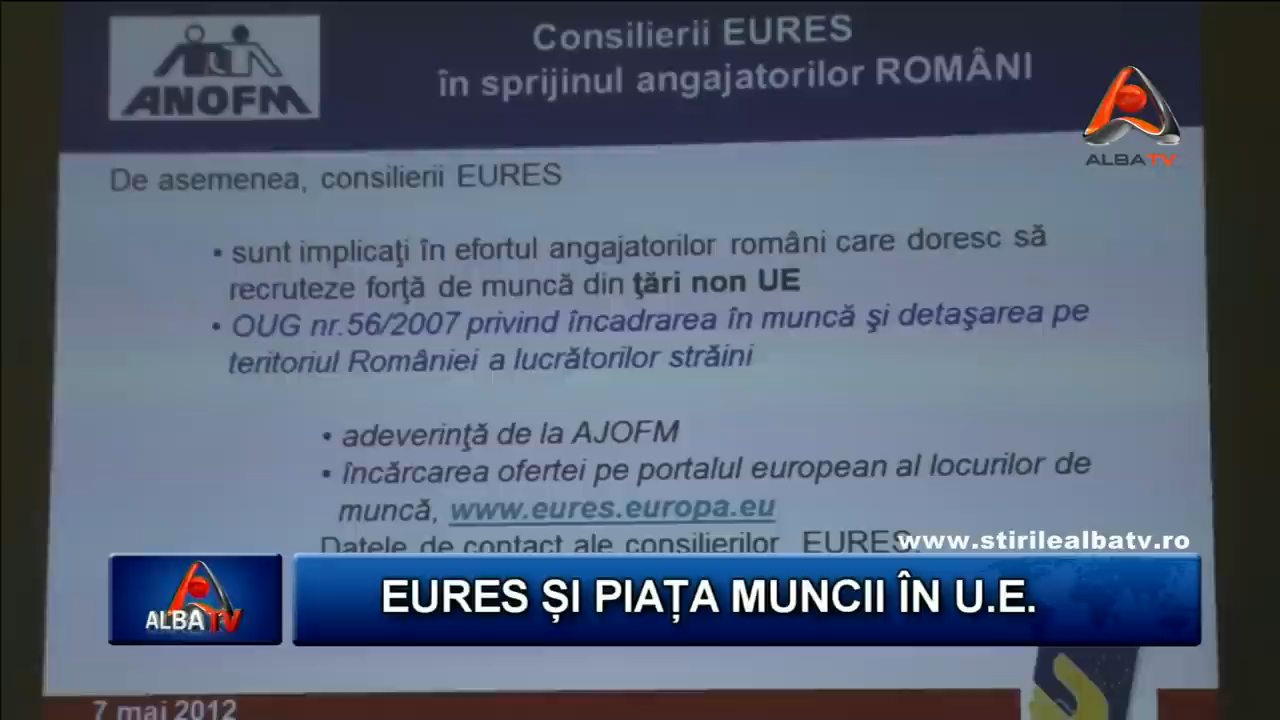 Consilierii EURES
în sprijinul angajatorilor ROMÂNI
ANOFM
ALBATV
De asemenea, consilierii EURES
• sunt implicaţi în efortul angajatorilor români care doresc să
recruteze forţă de muncă din ţări non UE
• OUG nr.56/2007 privind încadrarea în muncă şi detaşarea pe
teritoriul României a lucrătorilor străini
• adeverinţă de la AJOFM
• încărcarea ofertei pe portalul european al locurilor de
muncă, www.eures.europa.eu
Datele de contact ale consilierilor EURES.
www.stirilealbatv.ro
EURES ȘI PIAȚA MUNCII ÎN U.E.
ALBATV
7 mai 2012